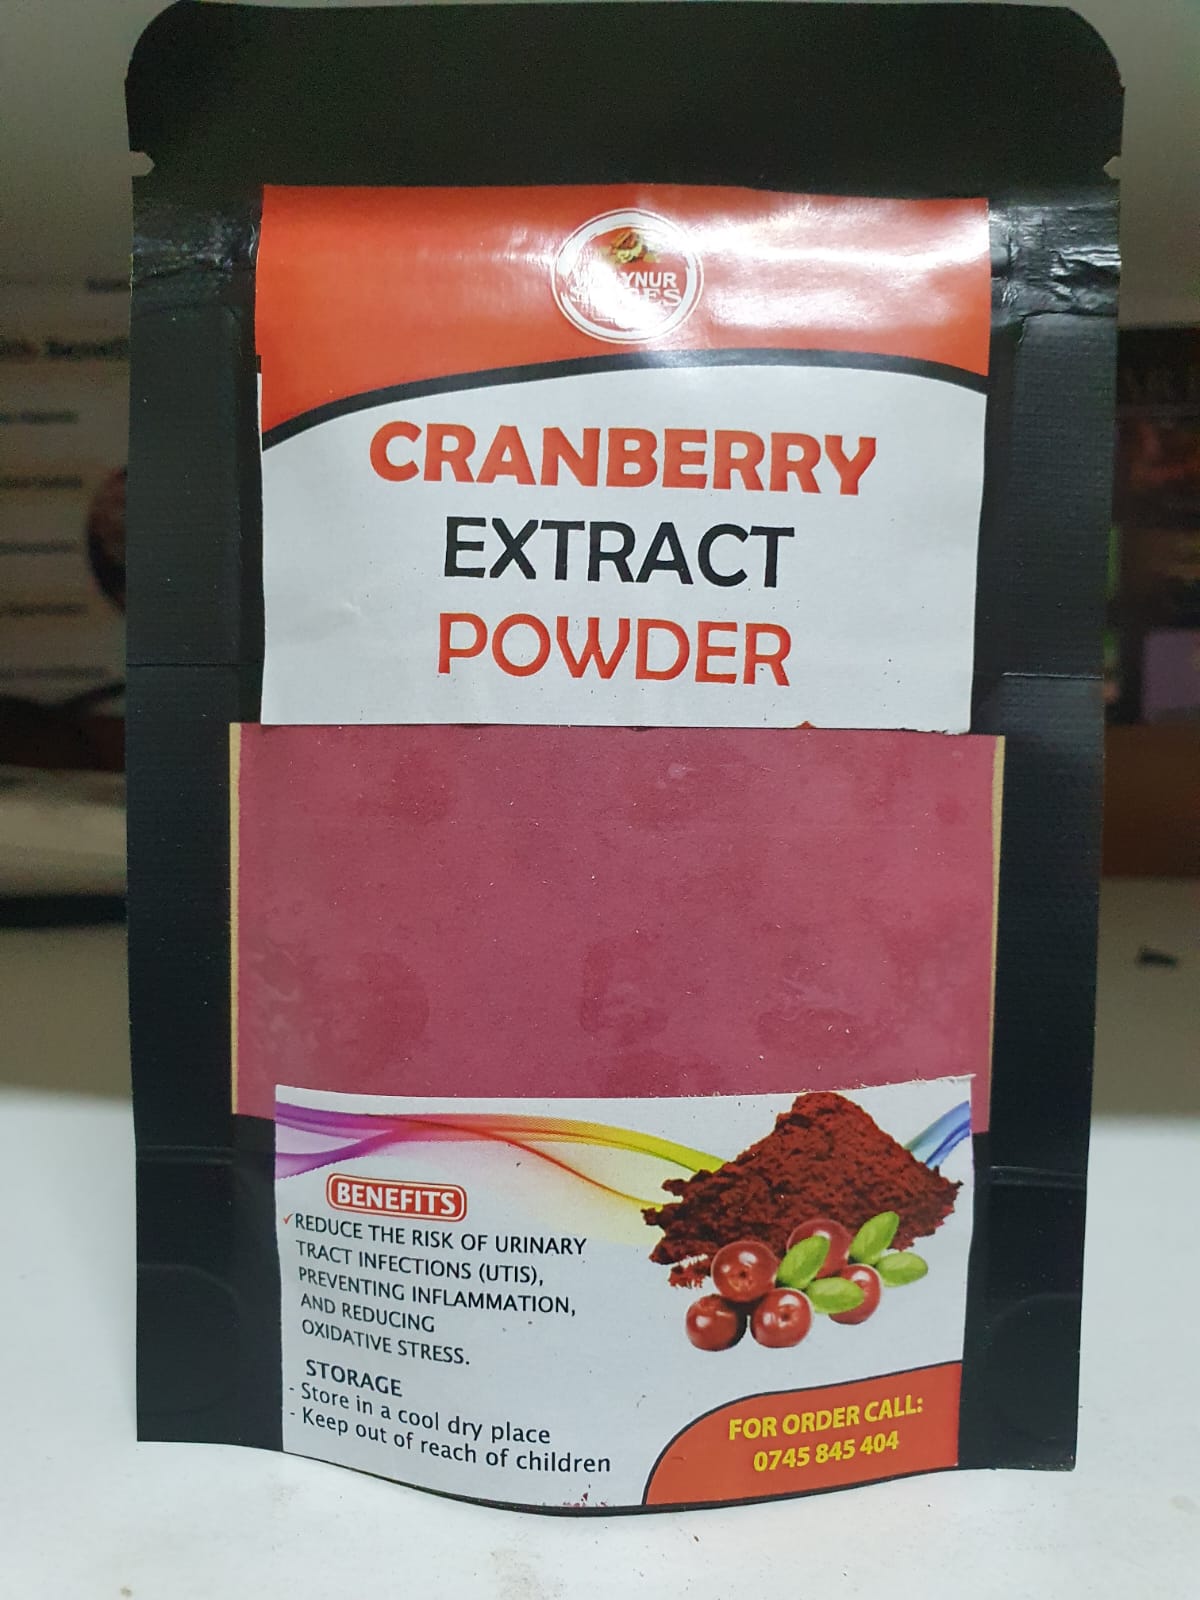 CRANBERRY
EXTRACT
POWDER
BENEFITS
✓REDUCE THE RISK OF URINARY
TRACT INFECTIONS (UTIS),
PREVENTING INFLAMMATION,
AND REDUCING
OXIDATIVE STRESS.
STORAGE
- Store in a cool dry place
- Keep out of reach of children
FOR ORDER CALL:
0745 845 404